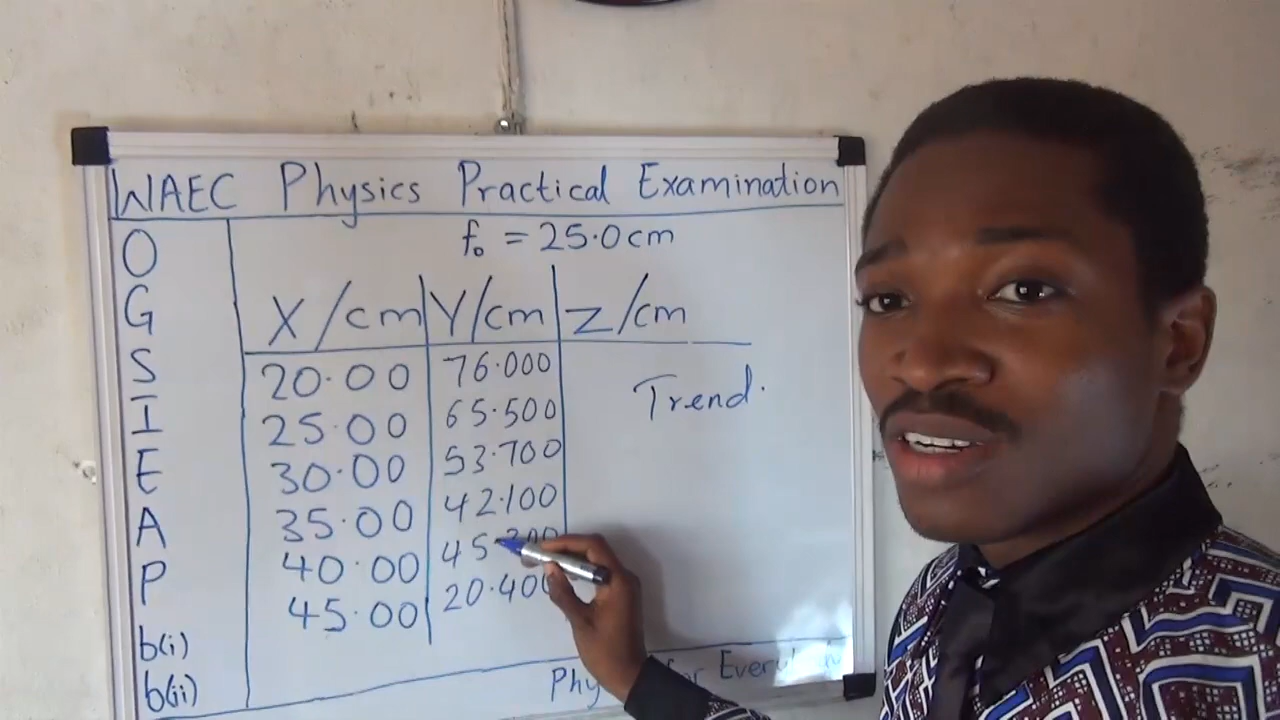 WAEC Physics Practical Examination
O
f₀ = 25.0cm
G
X/cm Y/cm Z/cm
S
20.00 76.000
Trend.
I
25.00 65.500
E
30.00 53.700
A
35.00 42.100
P
40.00
45.00 20.400
b(i)
b(ii)